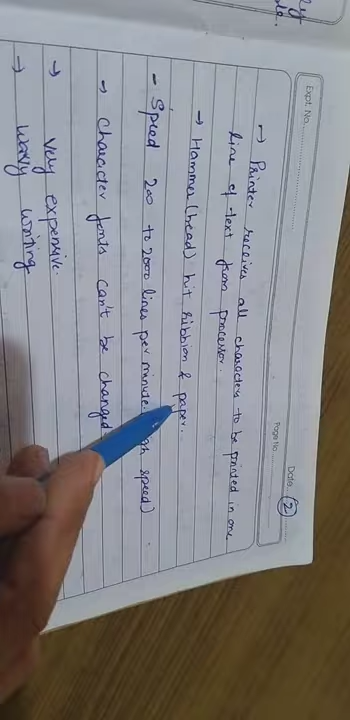 Expt. No.
Date
2
Page No.
→ Printer receives all characters to be printed in one
line of text from processor.
→ Hammer (head) hit ribbion & paper.
- Speed 200 to 2000 lines per minute. speed)
→ Character fonts can't be changed
→ Very expensive.
→ wavy writing